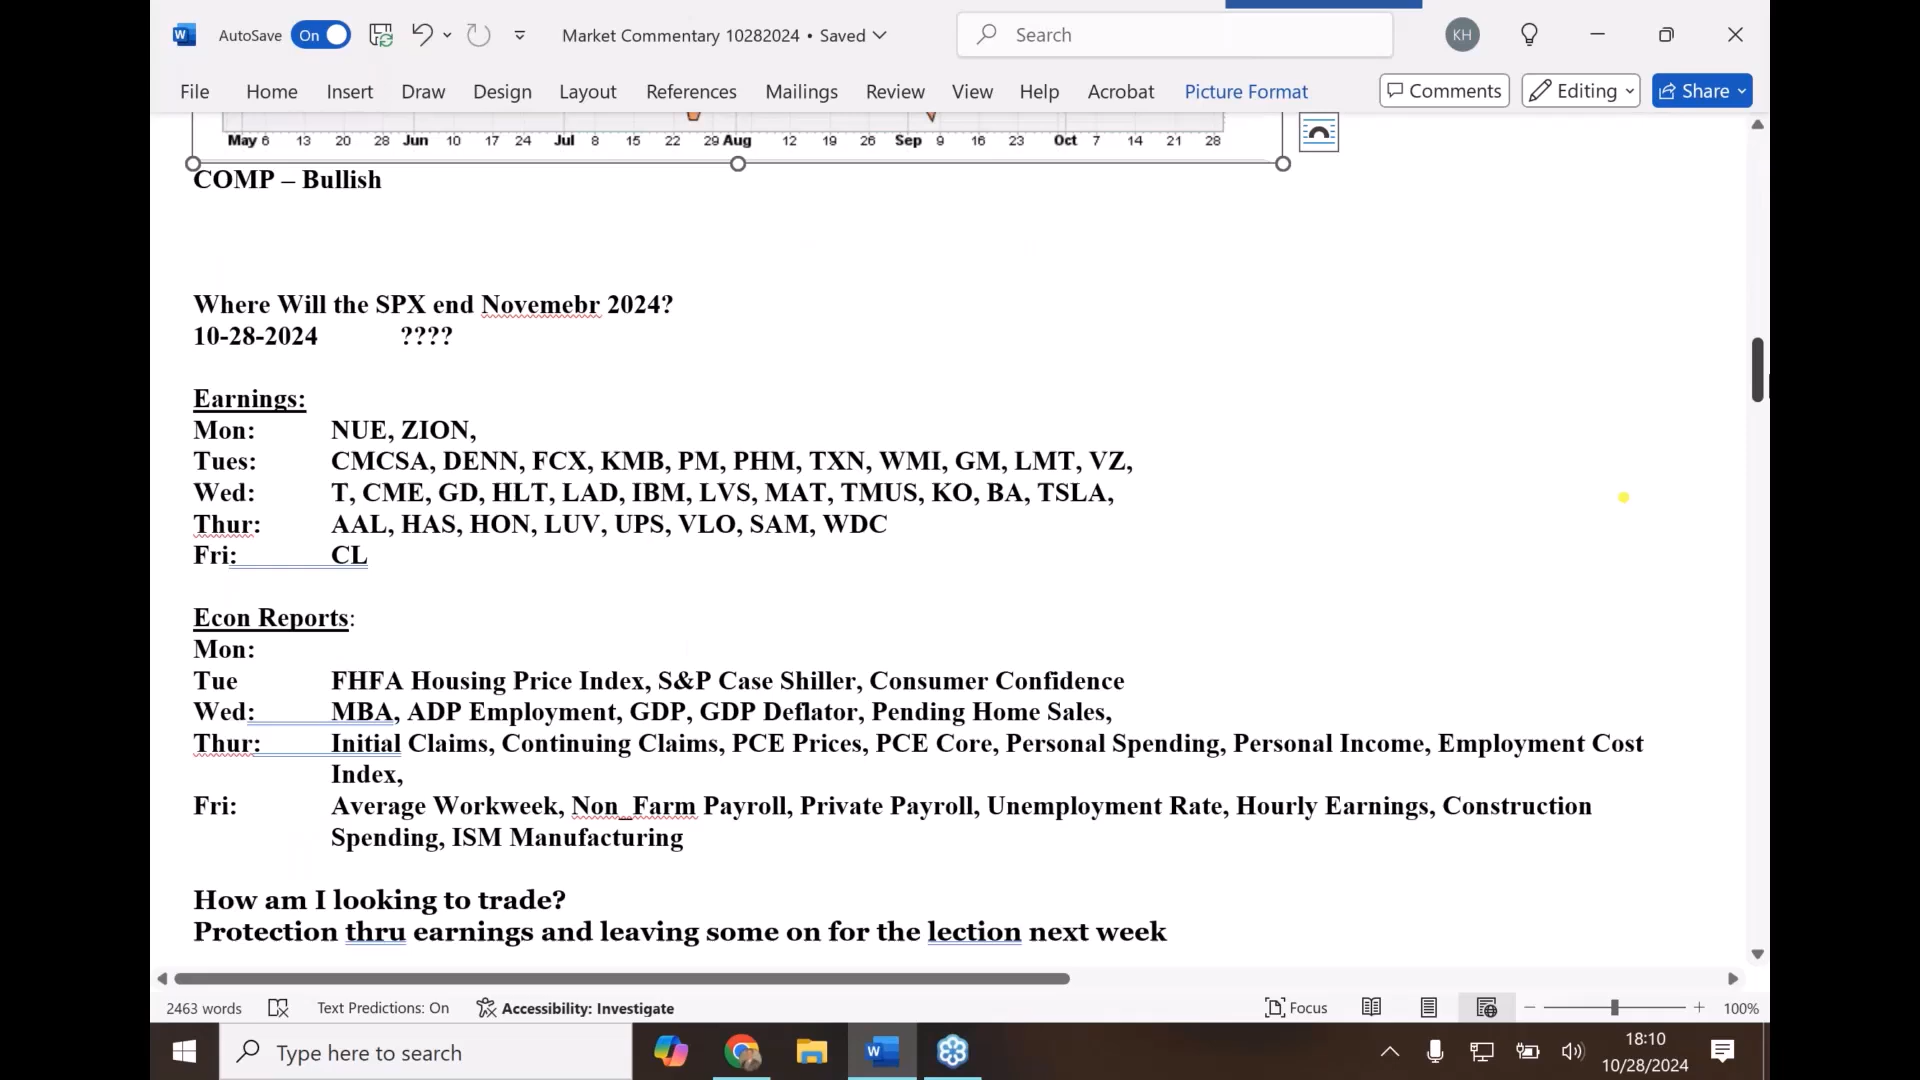 AutoSave On Market Commentary 10282024 • Saved Search KH
File Home Insert Draw Design Layout References Mailings Review View Help Acrobat Picture Format Comments Editing Share
May 6 13 20 28 Jun 10 17 24 Jul 8 15 22 29 Aug 12 19 26 Sep 9 16 23 Oct 7 14 21 28
COMP – Bullish
Where Will the SPX end Novemebr 2024?
10-28-2024 ????
Earnings:
Mon: NUE, ZION,
Tues: CMCSA, DENN, FCX, KMB, PM, PHM, TXN, WMI, GM, LMT, VZ,
Wed: T, CME, GD, HLT, LAD, IBM, LVS, MAT, TMUS, KO, BA, TSLA,
Thur: AAL, HAS, HON, LUV, UPS, VLO, SAM, WDC
Fri: CL
Econ Reports:
Mon:
Tue FHFA Housing Price Index, S&P Case Shiller, Consumer Confidence
Wed: MBA, ADP Employment, GDP, GDP Deflator, Pending Home Sales,
Thur: Initial Claims, Continuing Claims, PCE Prices, PCE Core, Personal Spending, Personal Income, Employment Cost
Index,
Fri: Average Workweek, Non_Farm Payroll, Private Payroll, Unemployment Rate, Hourly Earnings, Construction
Spending, ISM Manufacturing
How am I looking to trade?
Protection thru earnings and leaving some on for the lection next week
2463 words Text Predictions: On Accessibility: Investigate Focus 100%
Type here to search 18:10
10/28/2024